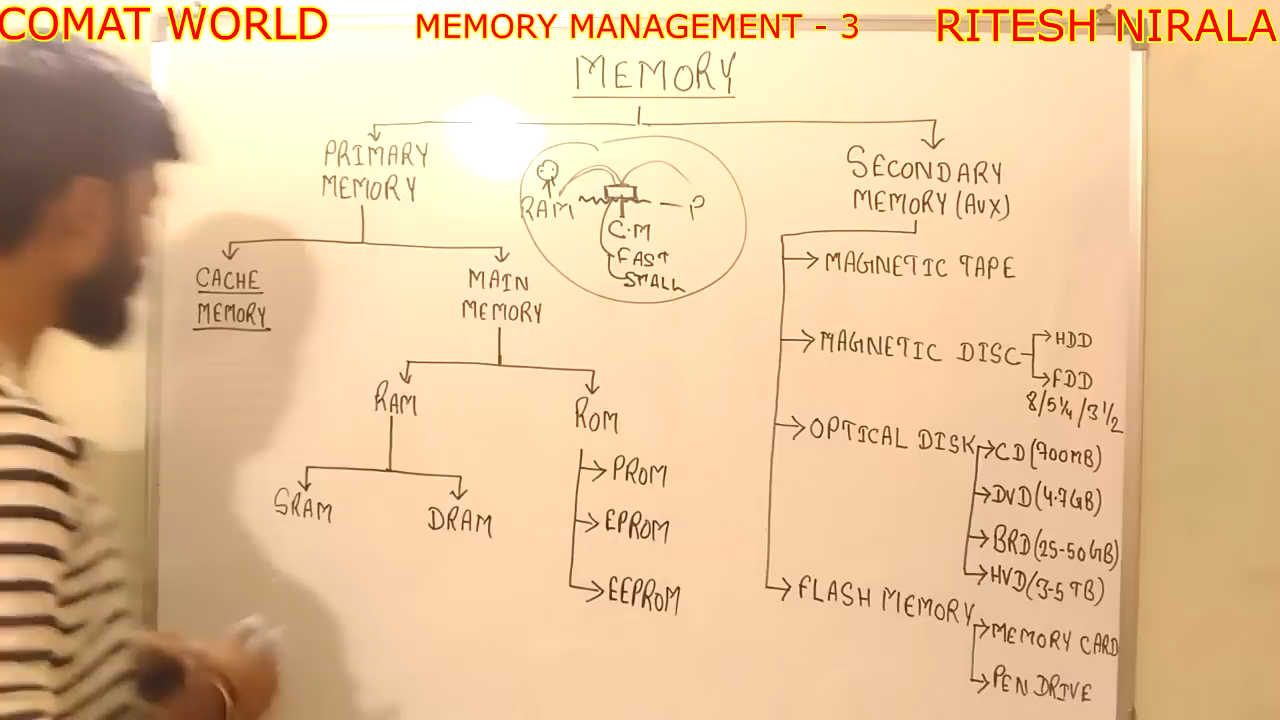 COMAT WORLD
MEMORY MANAGEMENT - 3
RITESH NIRALA
MEMORY
PRIMARY
MEMORY
CACHE
MEMORY
MAIN
MEMORY
RAM
SRAM
DRAM
ROM
PROM
EPROM
EEPROM
RAM
P
C.M
FAST
SMALL
SECONDARY
MEMORY (AUX)
MAGNETIC TAPE
MAGNETIC DISC
HDD
FDD
8/5¼/3½
OPTICAL DISK
CD (700MB)
DVD (4.7GB)
BRD (25-50GB)
HVD (3-5TB)
FLASH MEMORY
MEMORY CARD
PEN DRIVE